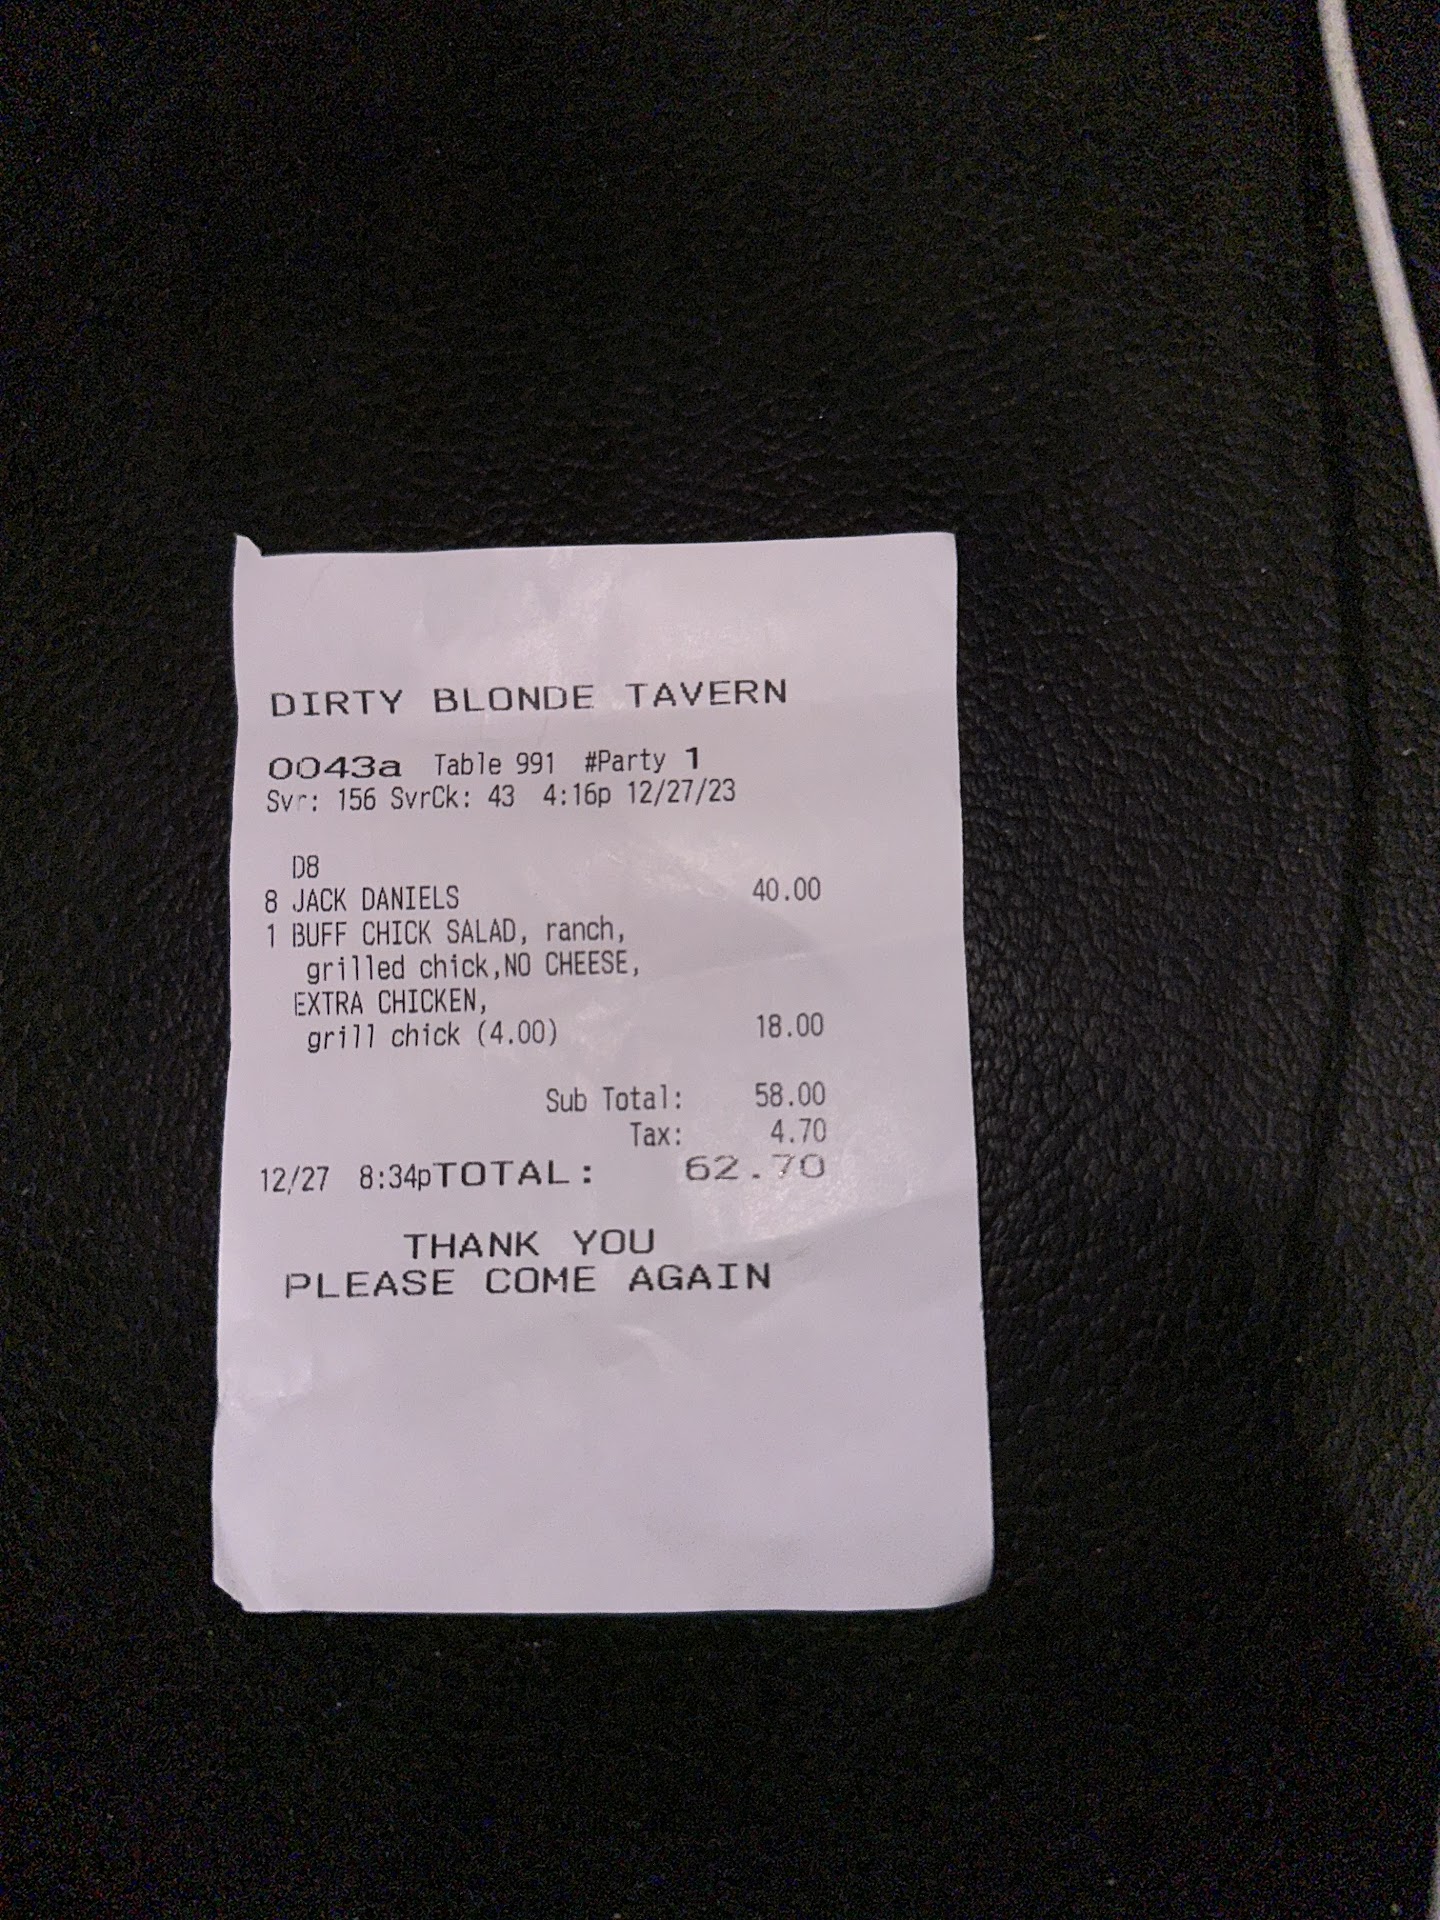 DIRTY BLONDE TAVERN
0043a Table 991 #Party 1
Svr: 156 SvrCk: 43 4:16p 12/27/23
D8
8 JACK DANIELS 40.00
1 BUFF CHICK SALAD, ranch,
grilled chick,NO CHEESE,
EXTRA CHICKEN,
grill chick (4.00) 18.00
Sub Total: 58.00
Tax: 4.70
12/27 8:34pTOTAL: 62.70
THANK YOU
PLEASE COME AGAIN